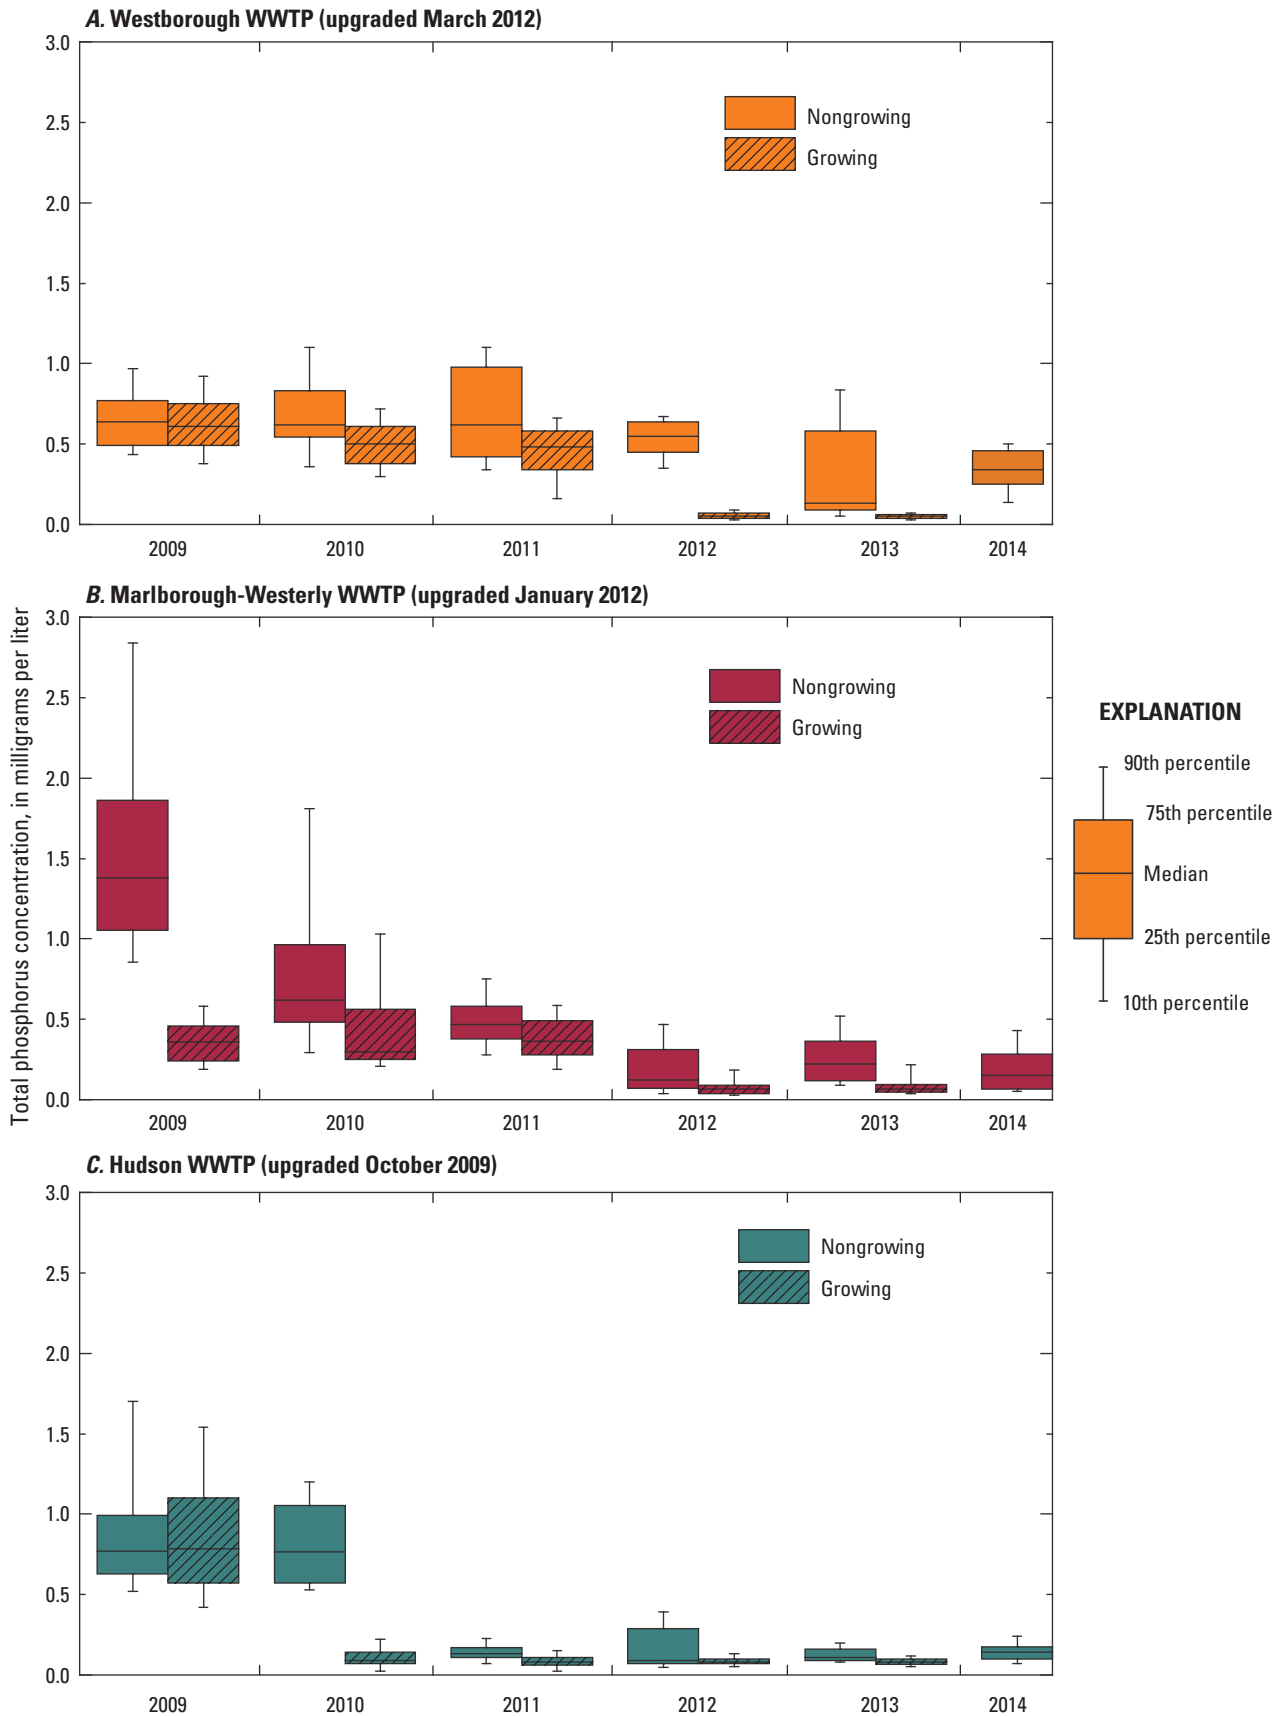 A. Westborough WWTP (upgraded March 2012)
3.0
2.5
2.0
1.5
1.0
0.5
0.0
Nongrowing
Growing
2009 2010 2011 2012 2013 2014
Total phosphorus concentration, in milligrams per liter
B. Marlborough-Westerly WWTP (upgraded January 2012)
3.0
2.5
2.0
1.5
1.0
0.5
0.0
Nongrowing
Growing
2009 2010 2011 2012 2013 2014
EXPLANATION
90th percentile
75th percentile
Median
25th percentile
10th percentile
C. Hudson WWTP (upgraded October 2009)
3.0
2.5
2.0
1.5
1.0
0.5
0.0
Nongrowing
Growing
2009 2010 2011 2012 2013 2014